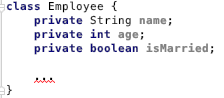 class Employee {
    private String name;
    private int age;
    private boolean isMarried;

    ...
}